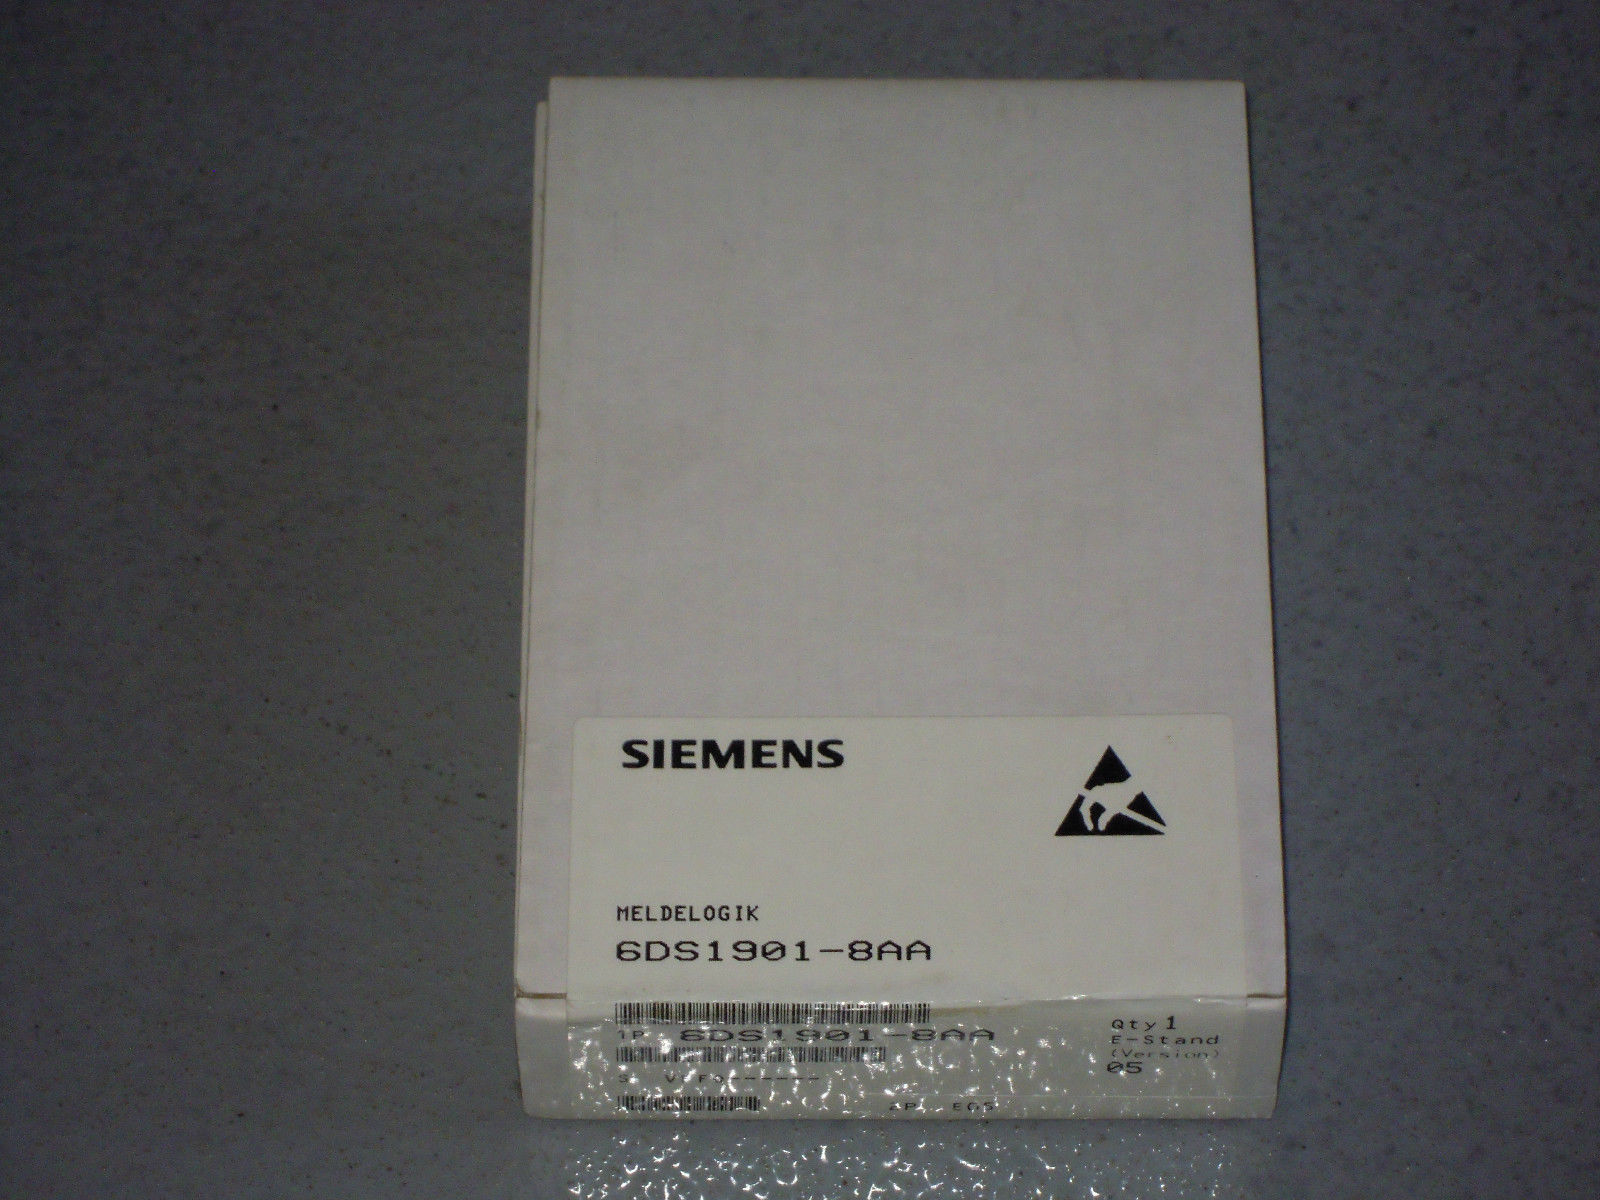 SIEMENS
MELDELOGIK
6DS1901-8AA
1P 6DS1901-8AA
Qty 1
E-Stand
(Version)
05